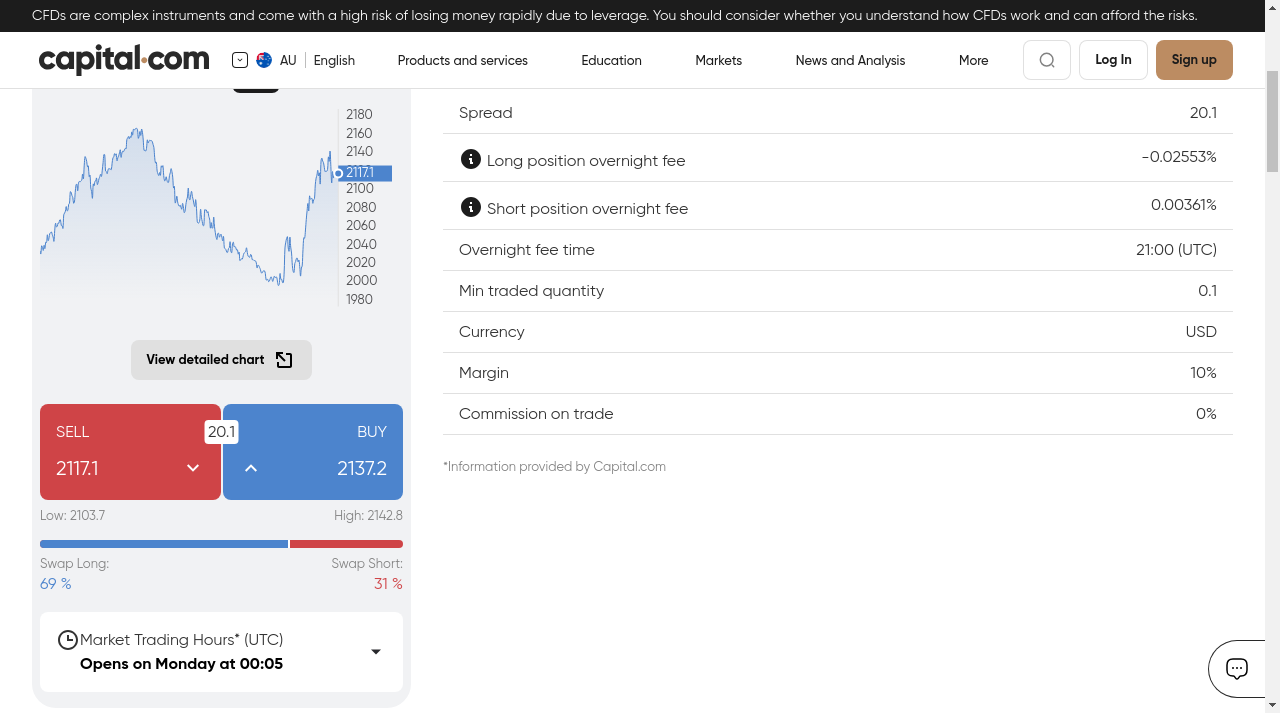 CFDs are complex instruments and come with a high risk of losing money rapidly due to leverage. You should consider whether you understand how CFDs work and can afford the risks.
capital•com
AU
English
Products and services
Education
Markets
News and Analysis
More
Log In
Sign up
2180
2160
2140
2117.1
2100
2080
2060
2040
2020
2000
1980
View detailed chart
SELL
2117.1
20.1
BUY
2137.2
Low: 2103.7
High: 2142.8
Swap Long:
Swap Short:
69 %
31 %
Market Trading Hours* (UTC)
Opens on Monday at 00:05
Spread 20.1
Long position overnight fee -0.02553%
Short position overnight fee 0.00361%
Overnight fee time 21:00 (UTC)
Min traded quantity 0.1
Currency USD
Margin 10%
Commission on trade 0%
*Information provided by Capital.com